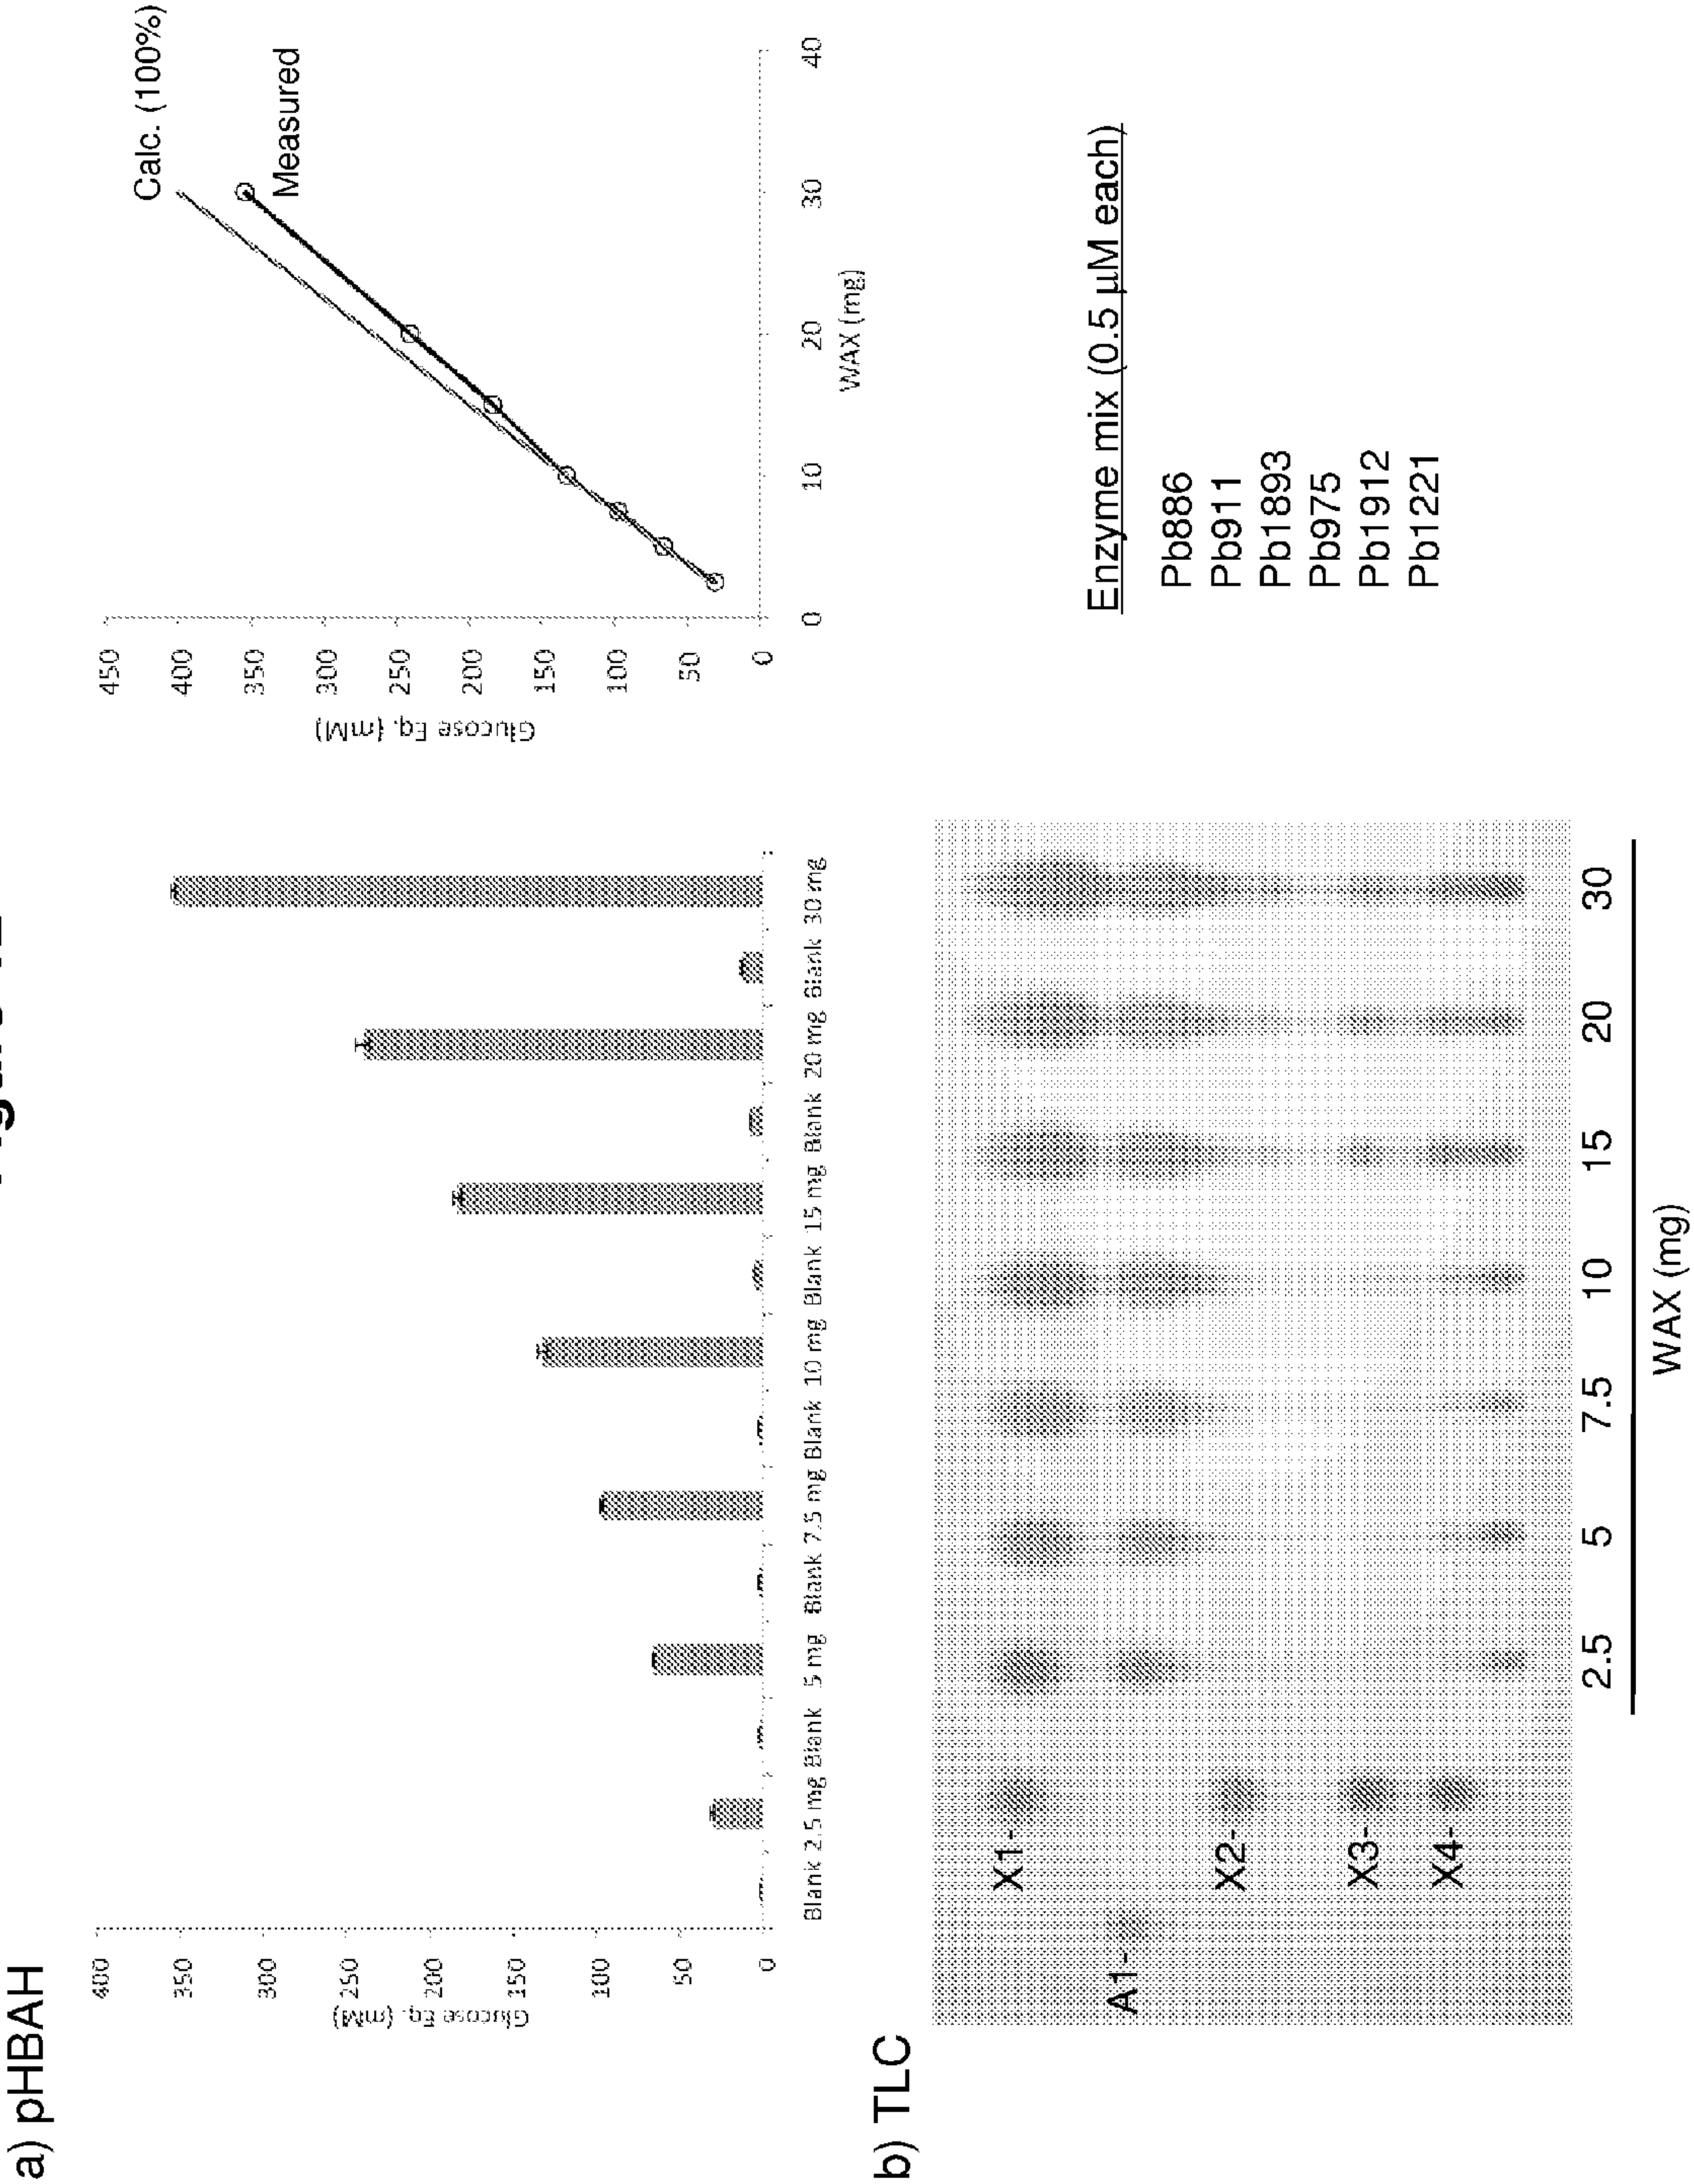 a) pHBAH
Glucose Eq. (mM)
400
350
300
250
200
150
100
50
0
Blank 2.5 mg Blank 5 mg Blank 7.5 mg Blank 10 mg Blank 15 mg Blank 20 mg Blank 30 mg
Glucose Eq. (mM)
450
400
350
300
250
200
150
100
50
0
0 10 20 30 40
WAX (mg)
Calc. (100%)
Measured
b) TLC
A1-
X1-
X2-
X3-
X4-
2.5 5 7.5 10 15 20 30
WAX (mg)
Enzyme mix (0.5 µM each)
Pb886
Pb911
Pb1893
Pb975
Pb1912
Pb1221